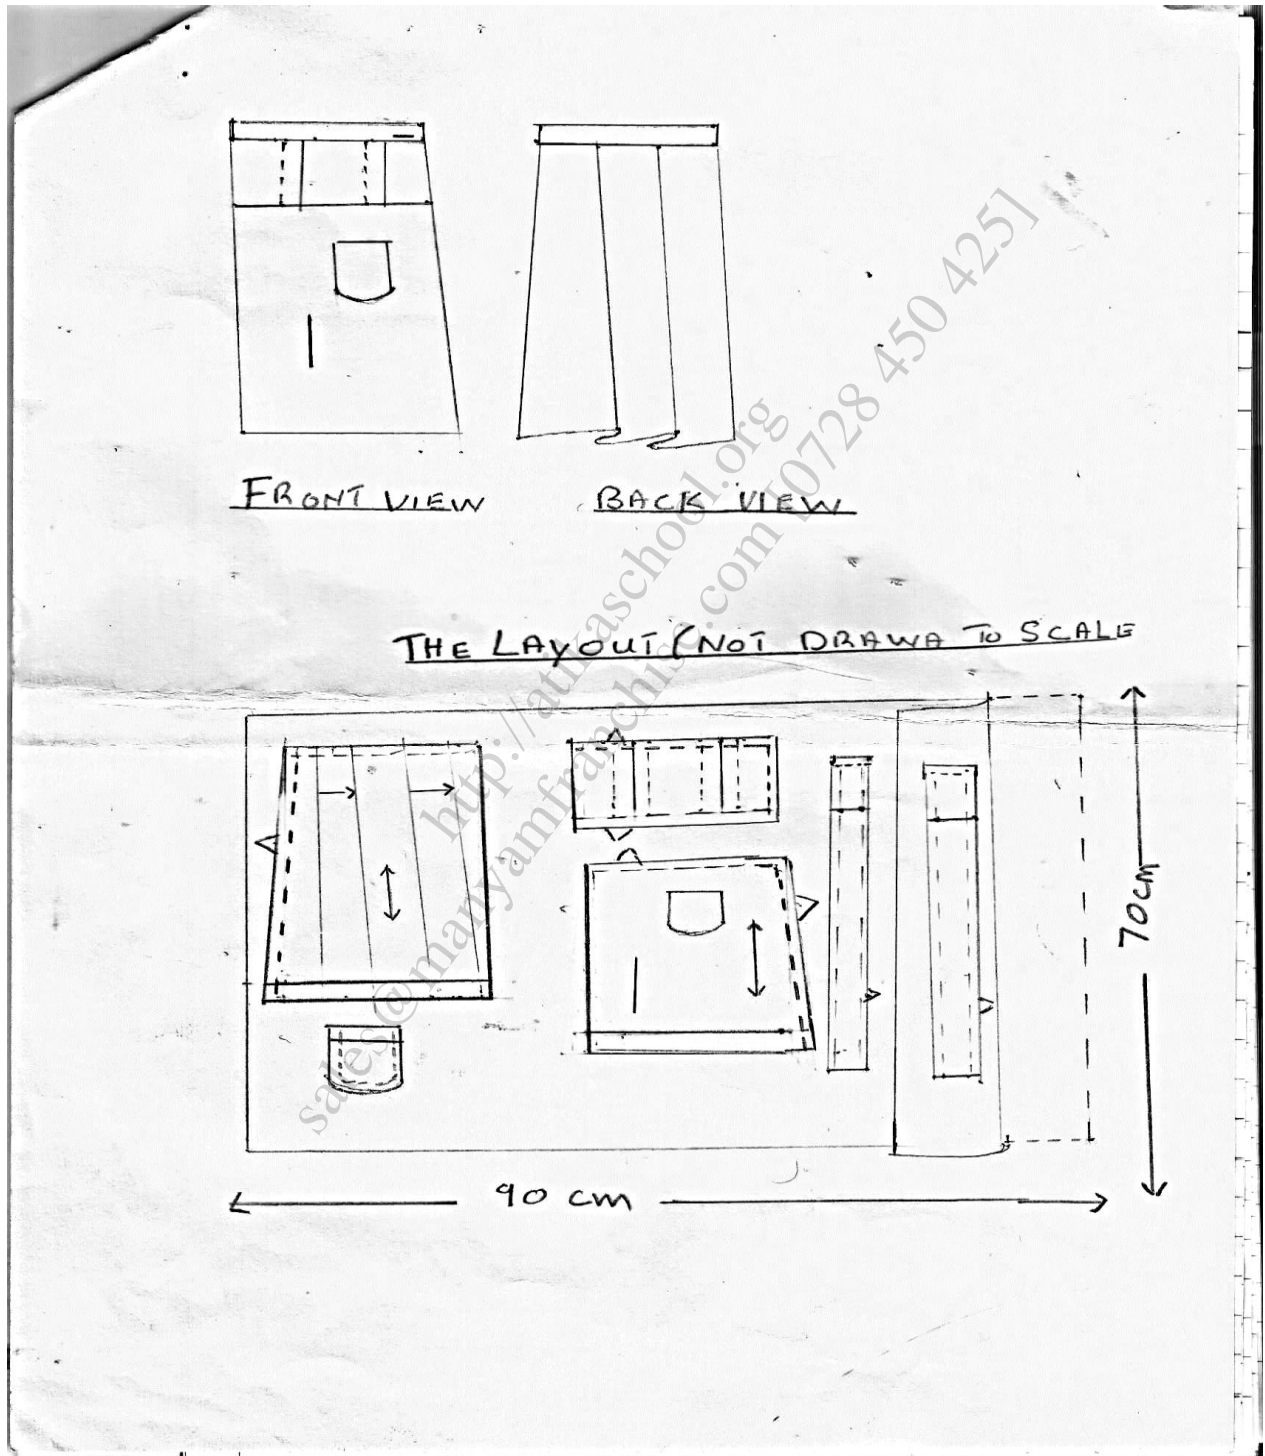 FRONT VIEW
BACK VIEW
THE LAYOUT (NOT DRAWA TO SCALE
70cm
90 cm
http://atikaschool.org
sales@manyamfranchise.com [0728 450 425]